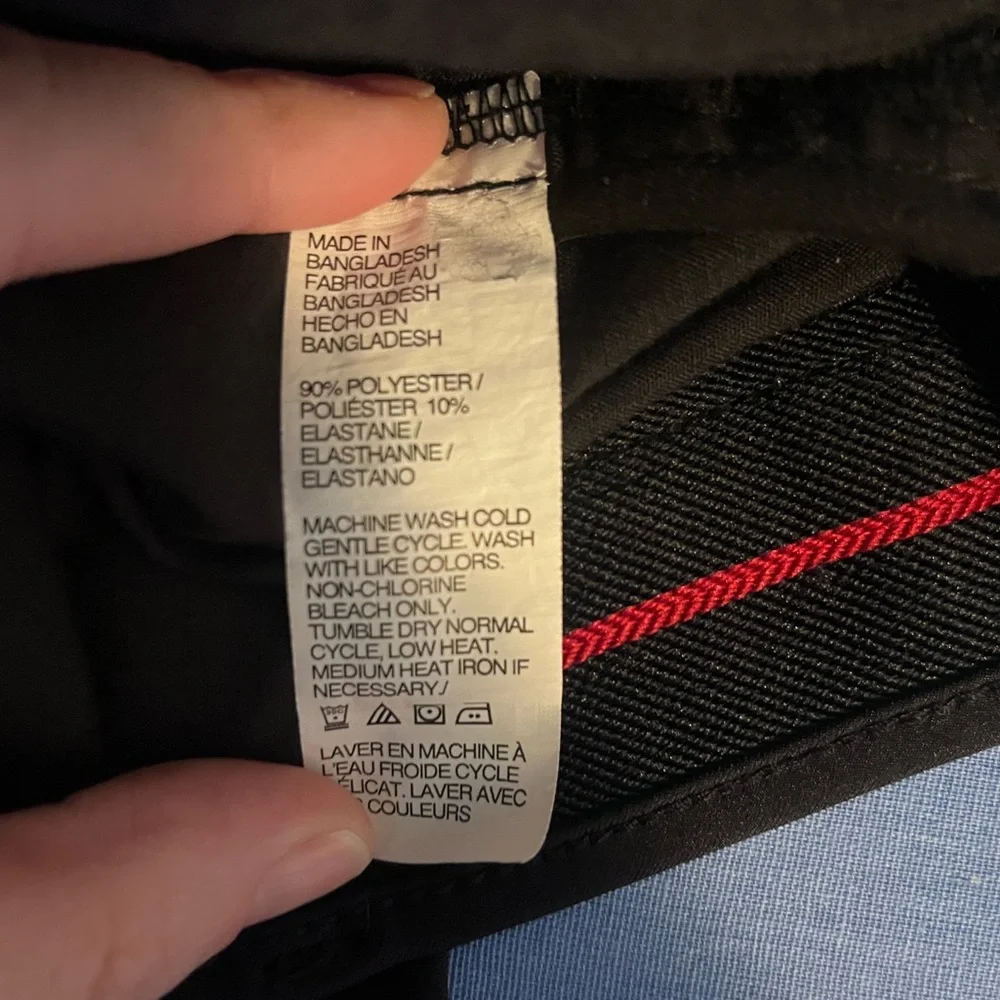 MADE IN
BANGLADESH
FABRIQUÉ AU
BANGLADESH
HECHO EN
BANGLADESH
90% POLYESTER /
POLIÉSTER 10%
ELASTANE /
ELASTHANNE /
ELASTANO
MACHINE WASH COLD
GENTLE CYCLE. WASH
WITH LIKE COLORS.
NON-CHLORINE
BLEACH ONLY.
TUMBLE DRY NORMAL
CYCLE, LOW HEAT.
MEDIUM HEAT IRON IF
NECESSARY./
LAVER EN MACHINE À
L'EAU FROIDE CYCLE
ÉLICAT. LAVER AVEC
COULEURS